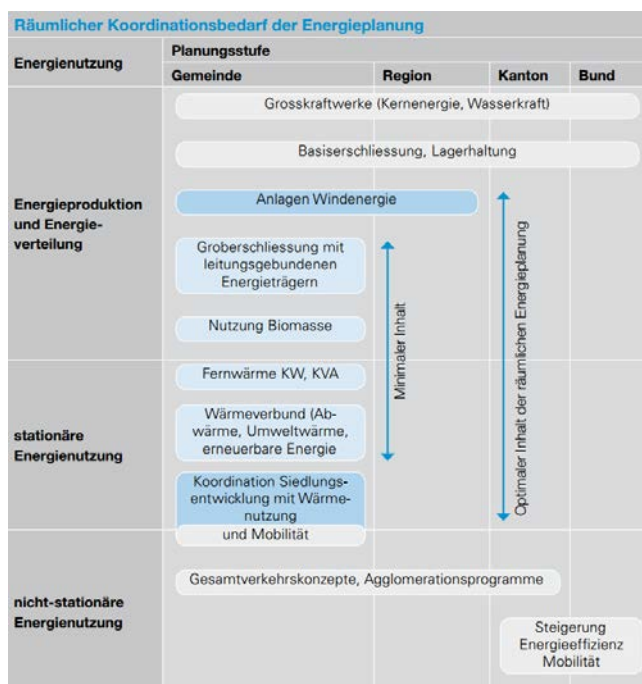 Räumlicher Koordinationsbedarf der Energieplanung
Energienutzung
Planungsstufe
Gemeinde
Region
Kanton
Bund
Energieproduktion
und Energie-
verteilung
Grosskraftwerke (Kernenergie, Wasserkraft)
Basiserschliessung, Lagerhaltung
Anlagen Windenergie
Groberschliessung mit
leitungsgebundenen
Energieträgern
Nutzung Biomasse
Minimaler Inhalt
Optimaler Inhalt der räumlichen Energieplanung
stationäre
Energienutzung
Fernwärme KW, KVA
Wärmeverbund (Ab-
wärme, Umweltwärme,
erneuerbare Energie
Koordination Siedlungs-
entwicklung mit Wärme-
nutzung
und Mobilität
nicht-stationäre
Energienutzung
Gesamtverkehrskonzepte, Agglomerationsprogramme
Steigerung
Energieeffizienz
Mobilität